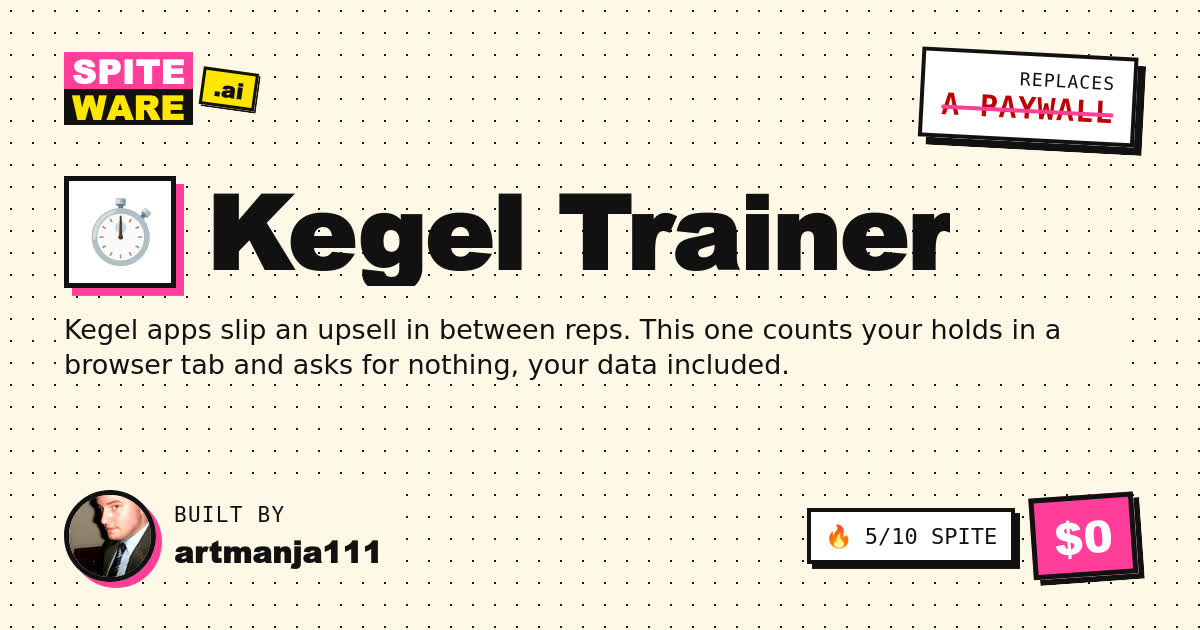 SPITE
WARE
.ai
REPLACES
A PAYWALL
Kegel Trainer
Kegel apps slip an upsell in between reps. This one counts your holds in a
browser tab and asks for nothing, your data included.
BUILT BY
artmanja111
🔥 5/10 SPITE
$0